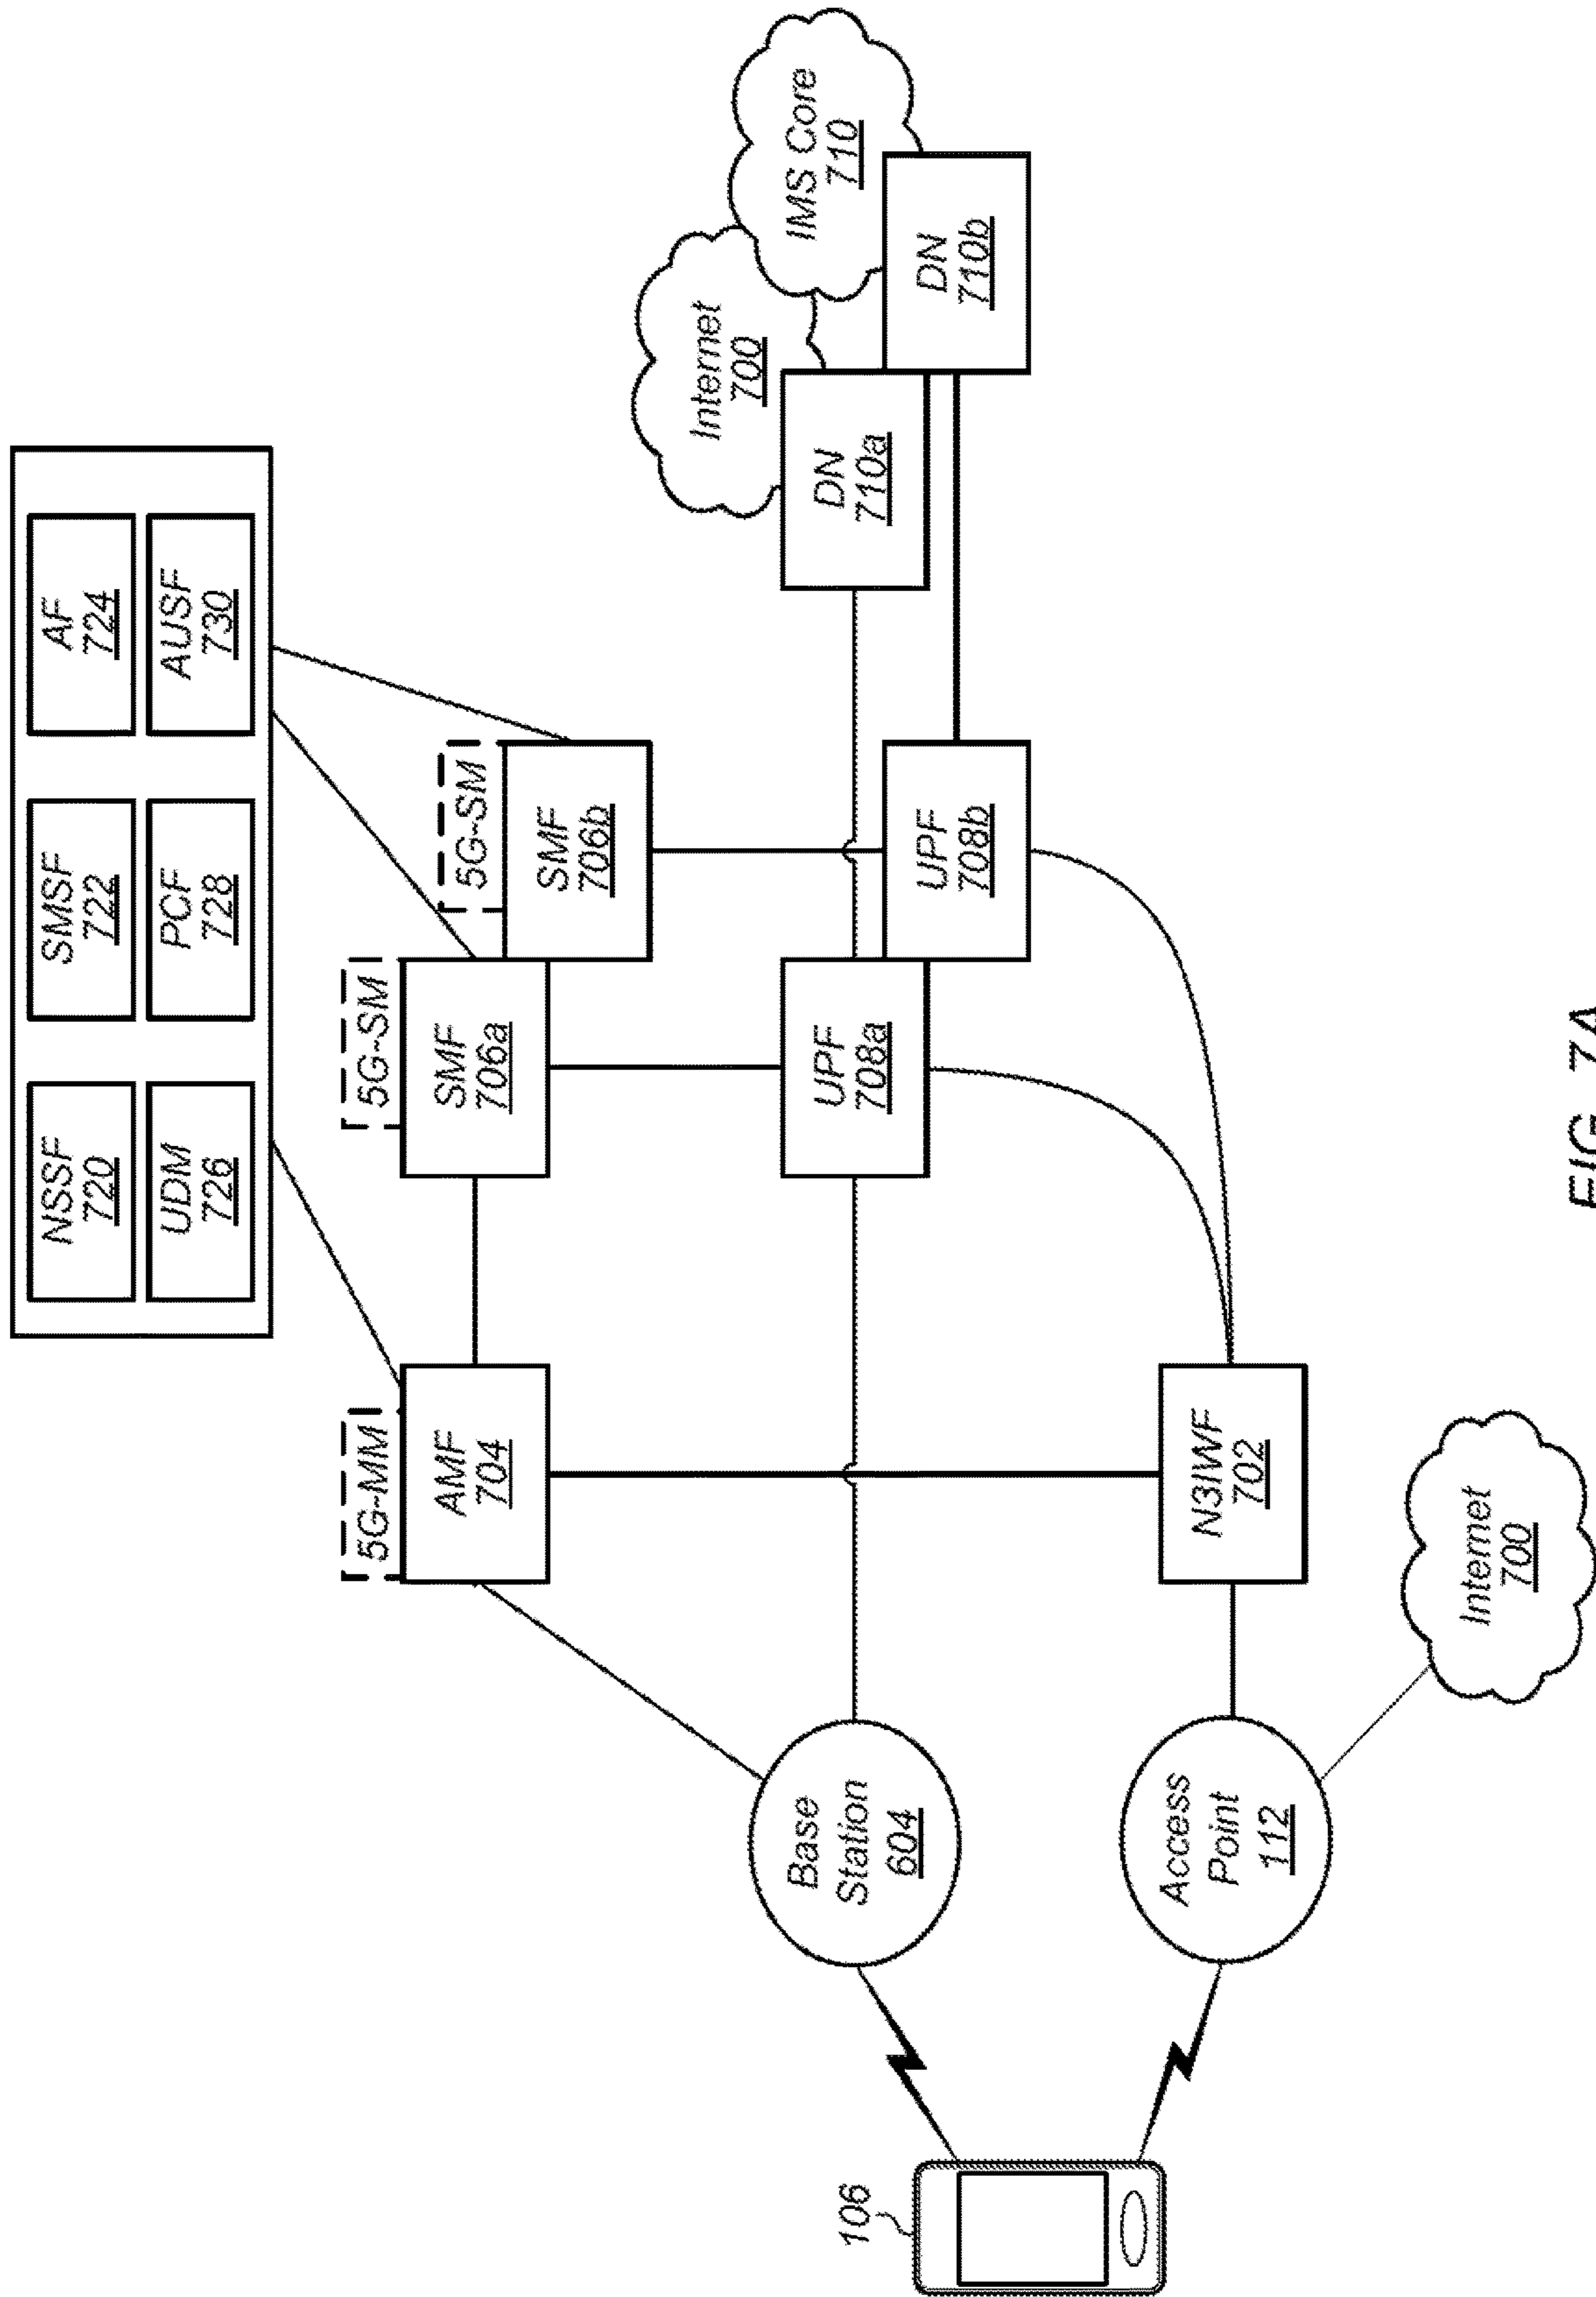 NSSF
720
SMSF
722
AF
724
UDM
726
PCF
728
AUSF
730
5G-MM
AMF
704
5G-SM
SMF
706a
5G-SM
SMF
706b
Internet
700
IMS Core
710
106
Base
Station
604
UPF
708a
UPF
708b
DN
710a
DN
710b
Access
Point
112
N3IWF
702
Internet
700
FIG. 7A